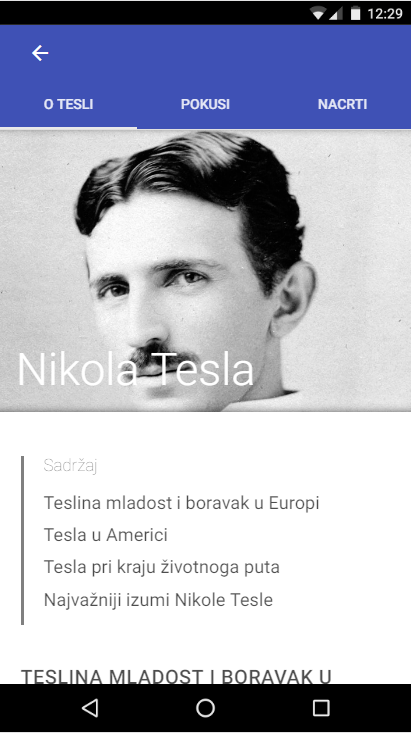 12:29
O TESLI
POKUSI
NACRTI
Nikola Tesla
Sadržaj
Teslina mladost i boravak u Europi
Tesla u Americi
Tesla pri kraju životnoga puta
Najvažniji izumi Nikole Tesle
TESLINA MLADOST I BORAVAK U